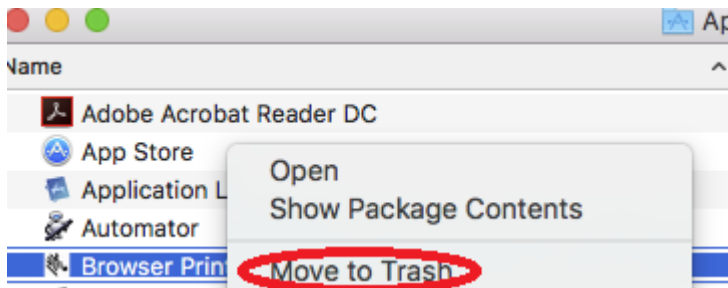 Ap
Name
Adobe Acrobat Reader DC
App Store
Open
Application L
Show Package Contents
Automator
Browser Prin
Move to Trash